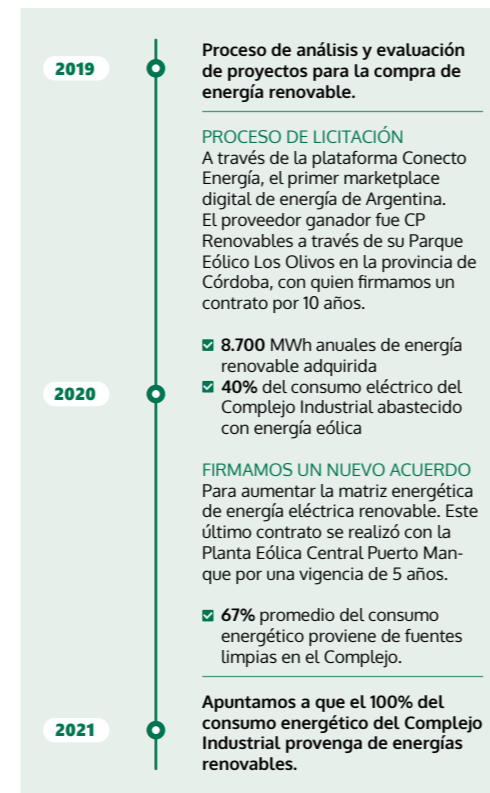 2019
Proceso de análisis y evaluación
de proyectos para la compra de
energía renovable.
PROCESO DE LICITACIÓN
A través de la plataforma Conecto
Energía, el primer marketplace
digital de energía de Argentina.
El proveedor ganador fue CP
Renovables a través de su Parque
Eólico Los Olivos en la provincia de
Córdoba, con quien firmamos un
contrato por 10 años.
8.700 MWh anuales de energía
renovable adquirida
2020
40% del consumo eléctrico del
Complejo Industrial abastecido
con energía eólica
FIRMAMOS UN NUEVO ACUERDO
Para aumentar la matriz energética
de energía eléctrica renovable. Este
último contrato se realizó con la
Planta Eólica Central Puerto Man-
que por una vigencia de 5 años.
67% promedio del consumo
energético proviene de fuentes
limpias en el Complejo.
2021
Apuntamos a que el 100% del
consumo energético del Complejo
Industrial provenga de energías
renovables.